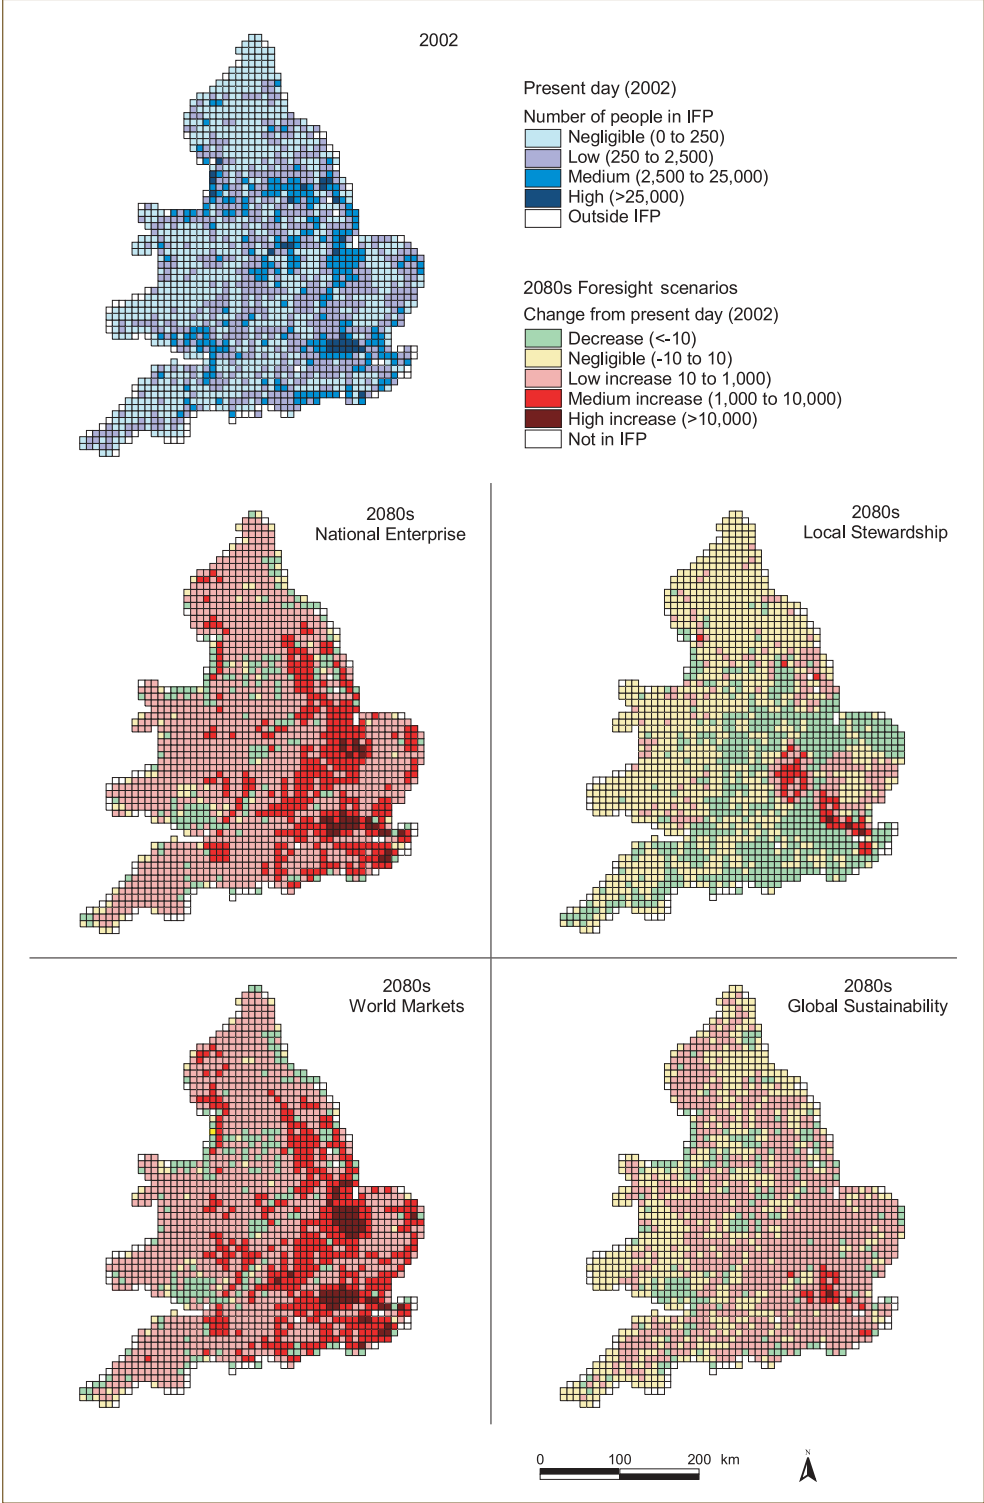 2002
Present day (2002)
Number of people in IFP
Negligible (0 to 250)
Low (250 to 2,500)
Medium (2,500 to 25,000)
High (>25,000)
Outside IFP
2080s Foresight scenarios
Change from present day (2002)
Decrease (<-10)
Negligible (-10 to 10)
Low increase 10 to 1,000)
Medium increase (1,000 to 10,000)
High increase (>10,000)
Not in IFP
2080s
National Enterprise
2080s
Local Stewardship
2080s
World Markets
2080s
Global Sustainability
0 100 200 km
N